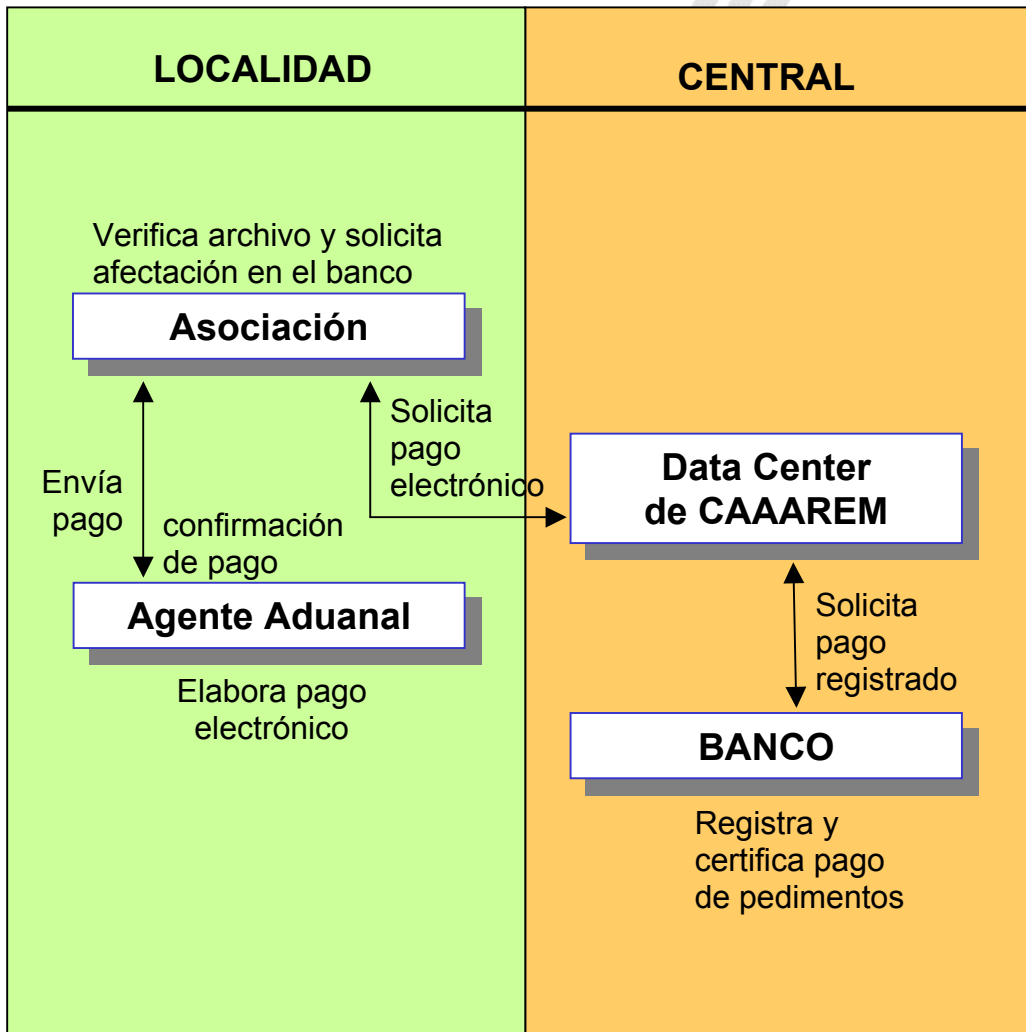 LOCALIDAD
CENTRAL
Verifica archivo y solicita
afectación en el banco
Asociación
Solicita
pago
electrónico
Envía
pago
confirmación
de pago
Data Center
de CAAAREM
Agente Aduanal
Elabora pago
electrónico
Solicita
pago
registrado
BANCO
Registra y
certifica pago
de pedimentos